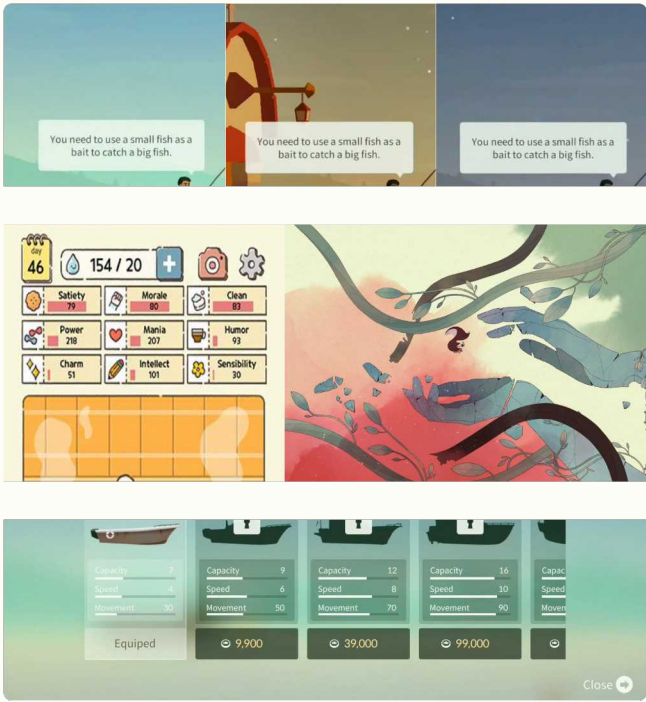 You need to use a small fish as a
bait to catch a big fish.
You need to use a small fish as a
bait to catch a big fish.
You need to use a small fish as a
bait to catch a big fish.
day
46
154 / 20
Satiety
79
Morale
80
Clean
83
Power
218
Mania
207
Humor
93
Charm
51
Intellect
101
Sensibility
30
Capacity 7
Speed 4
Movement 30
Equiped
Capacity 9
Speed 6
Movement 50
9,900
Capacity 12
Speed 8
Movement 70
39,000
Capacity 16
Speed 10
Movement 90
99,000
Capac
Speed
Movem
Close